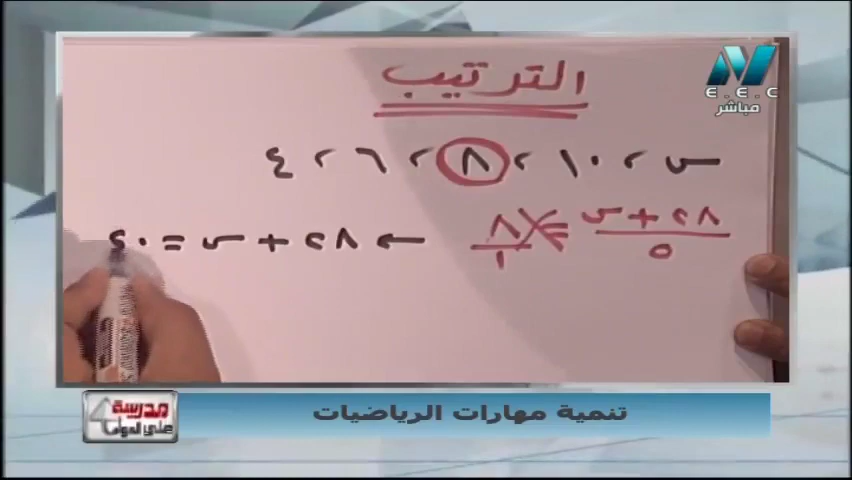 الترتيب
س ، ١٠ ، ٨ ، ٦ ، ٤
٢٨ + س / ٥ = ٨ / ١
← ٢٨ + س = ٤٠
E.E.C
مباشر
تنمية مهارات الرياضيات
مدرسة
على الهواء